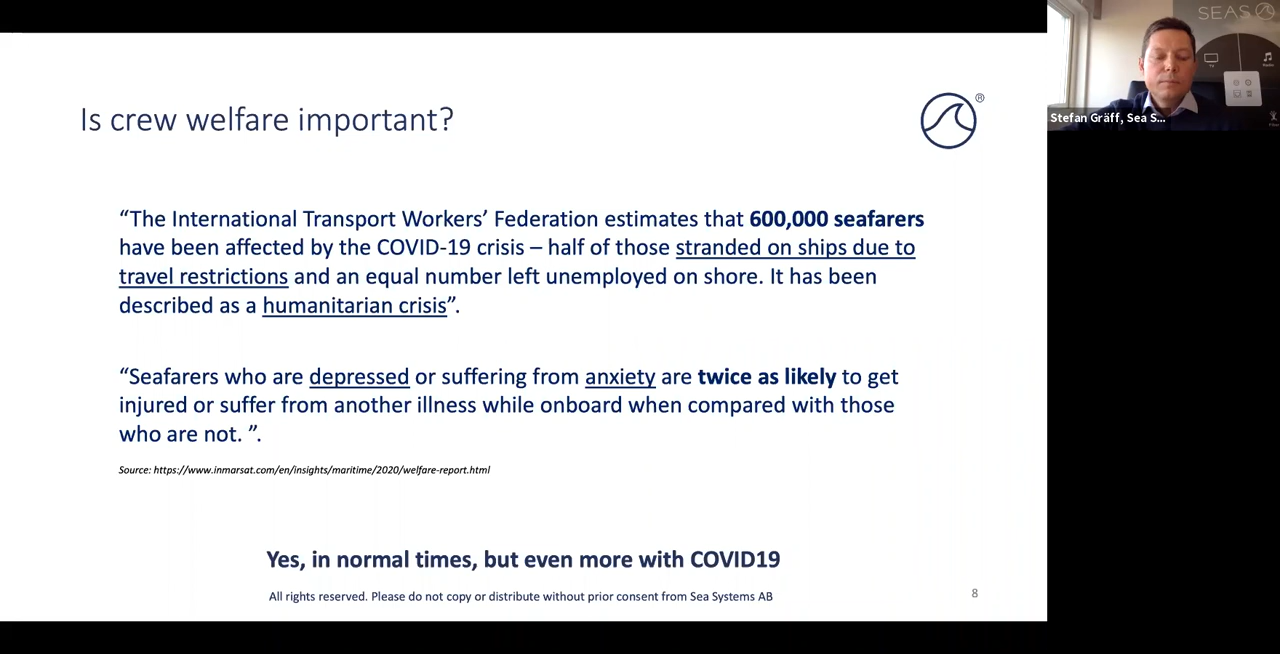 Is crew welfare important?
®
“The International Transport Workers’ Federation estimates that 600,000 seafarers
have been affected by the COVID-19 crisis – half of those stranded on ships due to
travel restrictions and an equal number left unemployed on shore. It has been
described as a humanitarian crisis”.
“Seafarers who are depressed or suffering from anxiety are twice as likely to get
injured or suffer from another illness while onboard when compared with those
who are not. ”.
Source: https://www.inmarsat.com/en/insights/maritime/2020/welfare-report.html
Yes, in normal times, but even more with COVID19
All rights reserved. Please do not copy or distribute without prior consent from Sea Systems AB
8
SEAS
Stefan Gräff, Sea S...